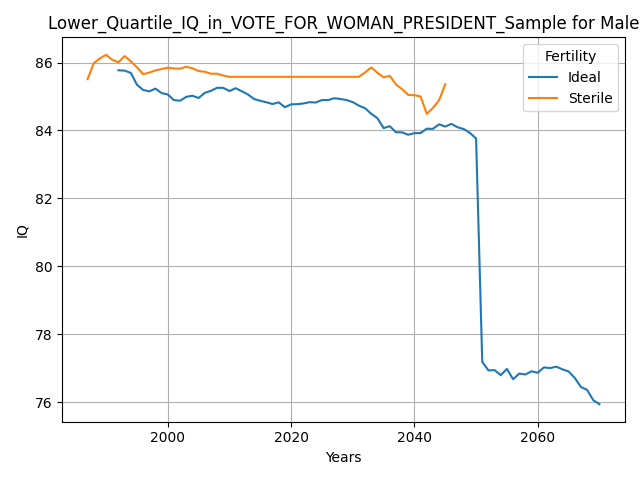 Lower_Quartile_IQ_in_VOTE_FOR_WOMAN_PRESIDENT_Sample for Male
Fertility
Ideal
Sterile
86
84
82
80
78
76
IQ
2000
2020
2040
2060
Years